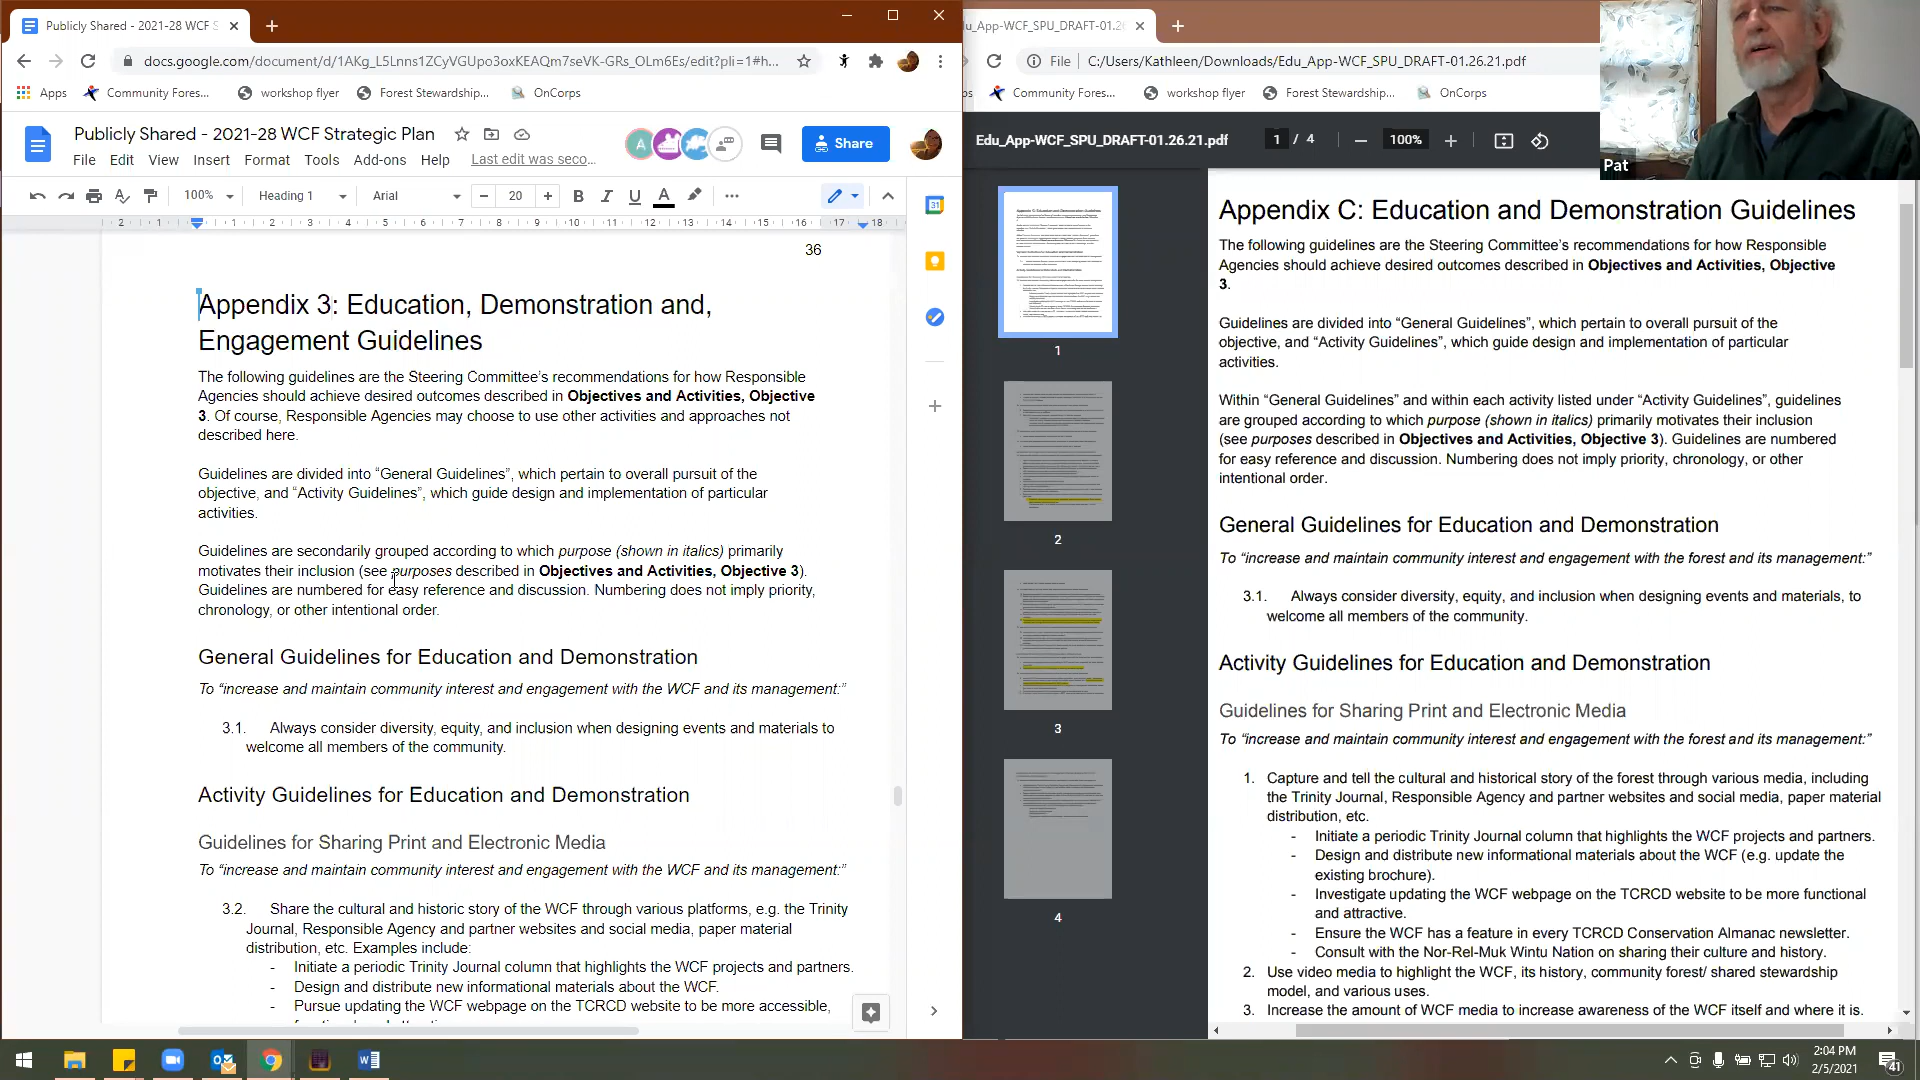 Publicly Shared - 2021-28 WCF S
docs.google.com/document/d/1AKg_L5Lnns1ZCyVGUpo3oxKEAQm7seVK-GRs_OLm6Es/edit?pli=1#h...
Apps
Community Fores...
workshop flyer
Forest Stewardship...
OnCorps
Publicly Shared - 2021-28 WCF Strategic Plan
File Edit View Insert Format Tools Add-ons Help Last edit was seco...
A
Share
100% Heading 1 Arial 20 B I U A
2 1 1 2 3 4 5 6 7 8 9 10 11 12 13 14 15 16 17 18
31
36
Appendix 3: Education, Demonstration and,
Engagement Guidelines
The following guidelines are the Steering Committee's recommendations for how Responsible
Agencies should achieve desired outcomes described in Objectives and Activities, Objective
3. Of course, Responsible Agencies may choose to use other activities and approaches not
described here.
Guidelines are divided into “General Guidelines”, which pertain to overall pursuit of the
objective, and “Activity Guidelines”, which guide design and implementation of particular
activities.
Guidelines are secondarily grouped according to which purpose (shown in italics) primarily
motivates their inclusion (see purposes described in Objectives and Activities, Objective 3).
Guidelines are numbered for easy reference and discussion. Numbering does not imply priority,
chronology, or other intentional order.
General Guidelines for Education and Demonstration
To “increase and maintain community interest and engagement with the WCF and its management:”
3.1. Always consider diversity, equity, and inclusion when designing events and materials to
welcome all members of the community.
Activity Guidelines for Education and Demonstration
Guidelines for Sharing Print and Electronic Media
To “increase and maintain community interest and engagement with the WCF and its management:”
3.2. Share the cultural and historic story of the WCF through various platforms, e.g. the Trinity
Journal, Responsible Agency and partner websites and social media, paper material
distribution, etc. Examples include:
- Initiate a periodic Trinity Journal column that highlights the WCF projects and partners.
- Design and distribute new informational materials about the WCF.
- Pursue updating the WCF webpage on the TCRCD website to be more accessible,
du_App-WCF_SPU_DRAFT-01.26
File C:/Users/Kathleen/Downloads/Edu_App-WCF_SPU_DRAFT-01.26.21.pdf
ps
Community Fores...
workshop flyer
Forest Stewardship...
OnCorps
Edu_App-WCF_SPU_DRAFT-01.26.21.pdf
1 / 4
100%
Pat
1
2
3
4
Appendix C: Education and Demonstration Guidelines
The following guidelines are the Steering Committee's recommendations for how Responsible
Agencies should achieve desired outcomes described in Objectives and Activities, Objective
3.
Guidelines are divided into “General Guidelines”, which pertain to overall pursuit of the
objective, and “Activity Guidelines”, which guide design and implementation of particular
activities.
Within “General Guidelines” and within each activity listed under “Activity Guidelines”, guidelines
are grouped according to which purpose (shown in italics) primarily motivates their inclusion
(see purposes described in Objectives and Activities, Objective 3). Guidelines are numbered
for easy reference and discussion. Numbering does not imply priority, chronology, or other
intentional order.
General Guidelines for Education and Demonstration
To “increase and maintain community interest and engagement with the forest and its management:”
3.1. Always consider diversity, equity, and inclusion when designing events and materials, to
welcome all members of the community.
Activity Guidelines for Education and Demonstration
Guidelines for Sharing Print and Electronic Media
To “increase and maintain community interest and engagement with the forest and its management:”
1. Capture and tell the cultural and historical story of the forest through various media, including
the Trinity Journal, Responsible Agency and partner websites and social media, paper material
distribution, etc.
- Initiate a periodic Trinity Journal column that highlights the WCF projects and partners.
- Design and distribute new informational materials about the WCF (e.g. update the
existing brochure).
- Investigate updating the WCF webpage on the TCRCD website to be more functional
and attractive.
- Ensure the WCF has a feature in every TCRCD Conservation Almanac newsletter.
- Consult with the Nor-Rel-Muk Wintu Nation on sharing their culture and history.
2. Use video media to highlight the WCF, its history, community forest/ shared stewardship
model, and various uses.
3. Increase the amount of WCF media to increase awareness of the WCF itself and where it is.
2:04 PM
2/5/2021
41